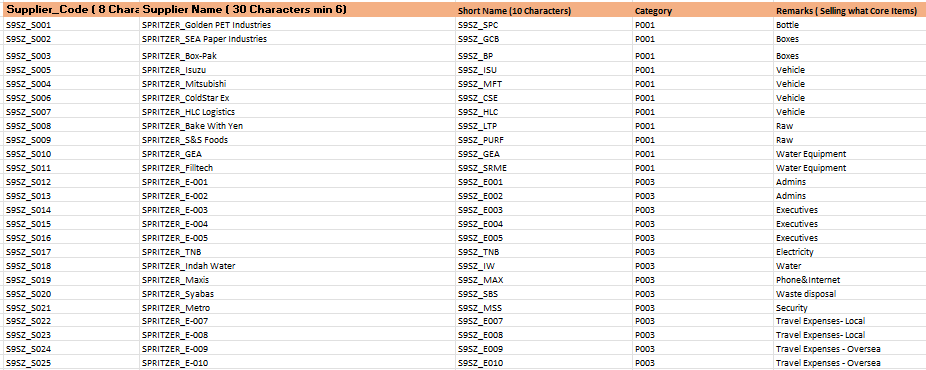 Supplier_Code ( 8 Chara Supplier Name ( 30 Characters min 6) Short Name (10 Characters) Category Remarks ( Selling what Core Items)
S9SZ_S001 SPRITZER_Golden PET Industries S9SZ_SPC P001 Bottle
S9SZ_S002 SPRITZER_SEA Paper Industries S9SZ_GCB P001 Boxes
S9SZ_S003 SPRITZER_Box-Pak S9SZ_BP P001 Boxes
S9SZ_S005 SPRITZER_Isuzu S9SZ_ISU P001 Vehicle
S9SZ_S004 SPRITZER_Mitsubishi S9SZ_MFT P001 Vehicle
S9SZ_S006 SPRITZER_ColdStar Ex S9SZ_CSE P001 Vehicle
S9SZ_S007 SPRITZER_HLC Logistics S9SZ_HLC P001 Vehicle
S9SZ_S008 SPRITZER_Bake With Yen S9SZ_LTP P001 Raw
S9SZ_S009 SPRITZER_S&S Foods S9SZ_PURF P001 Raw
S9SZ_S010 SPRITZER_GEA S9SZ_GEA P001 Water Equipment
S9SZ_S011 SPRITZER_Filltech S9SZ_SRME P001 Water Equipment
S9SZ_S012 SPRITZER_E-001 S9SZ_E001 P003 Admins
S9SZ_S013 SPRITZER_E-002 S9SZ_E002 P003 Admins
S9SZ_S014 SPRITZER_E-003 S9SZ_E003 P003 Executives
S9SZ_S015 SPRITZER_E-004 S9SZ_E004 P003 Executives
S9SZ_S016 SPRITZER_E-005 S9SZ_E005 P003 Executives
S9SZ_S017 SPRITZER_TNB S9SZ_TNB P003 Electricity
S9SZ_S018 SPRITZER_Indah Water S9SZ_IW P003 Water
S9SZ_S019 SPRITZER_Maxis S9SZ_MAX P003 Phone&Internet
S9SZ_S020 SPRITZER_Syabas S9SZ_SBS P003 Waste disposal
S9SZ_S021 SPRITZER_Metro S9SZ_MSS P003 Security
S9SZ_S022 SPRITZER_E-007 S9SZ_E007 P003 Travel Expenses- Local
S9SZ_S023 SPRITZER_E-008 S9SZ_E008 P003 Travel Expenses- Local
S9SZ_S024 SPRITZER_E-009 S9SZ_E009 P003 Travel Expenses - Oversea
S9SZ_S025 SPRITZER_E-010 S9SZ_E010 P003 Travel Expenses - Oversea